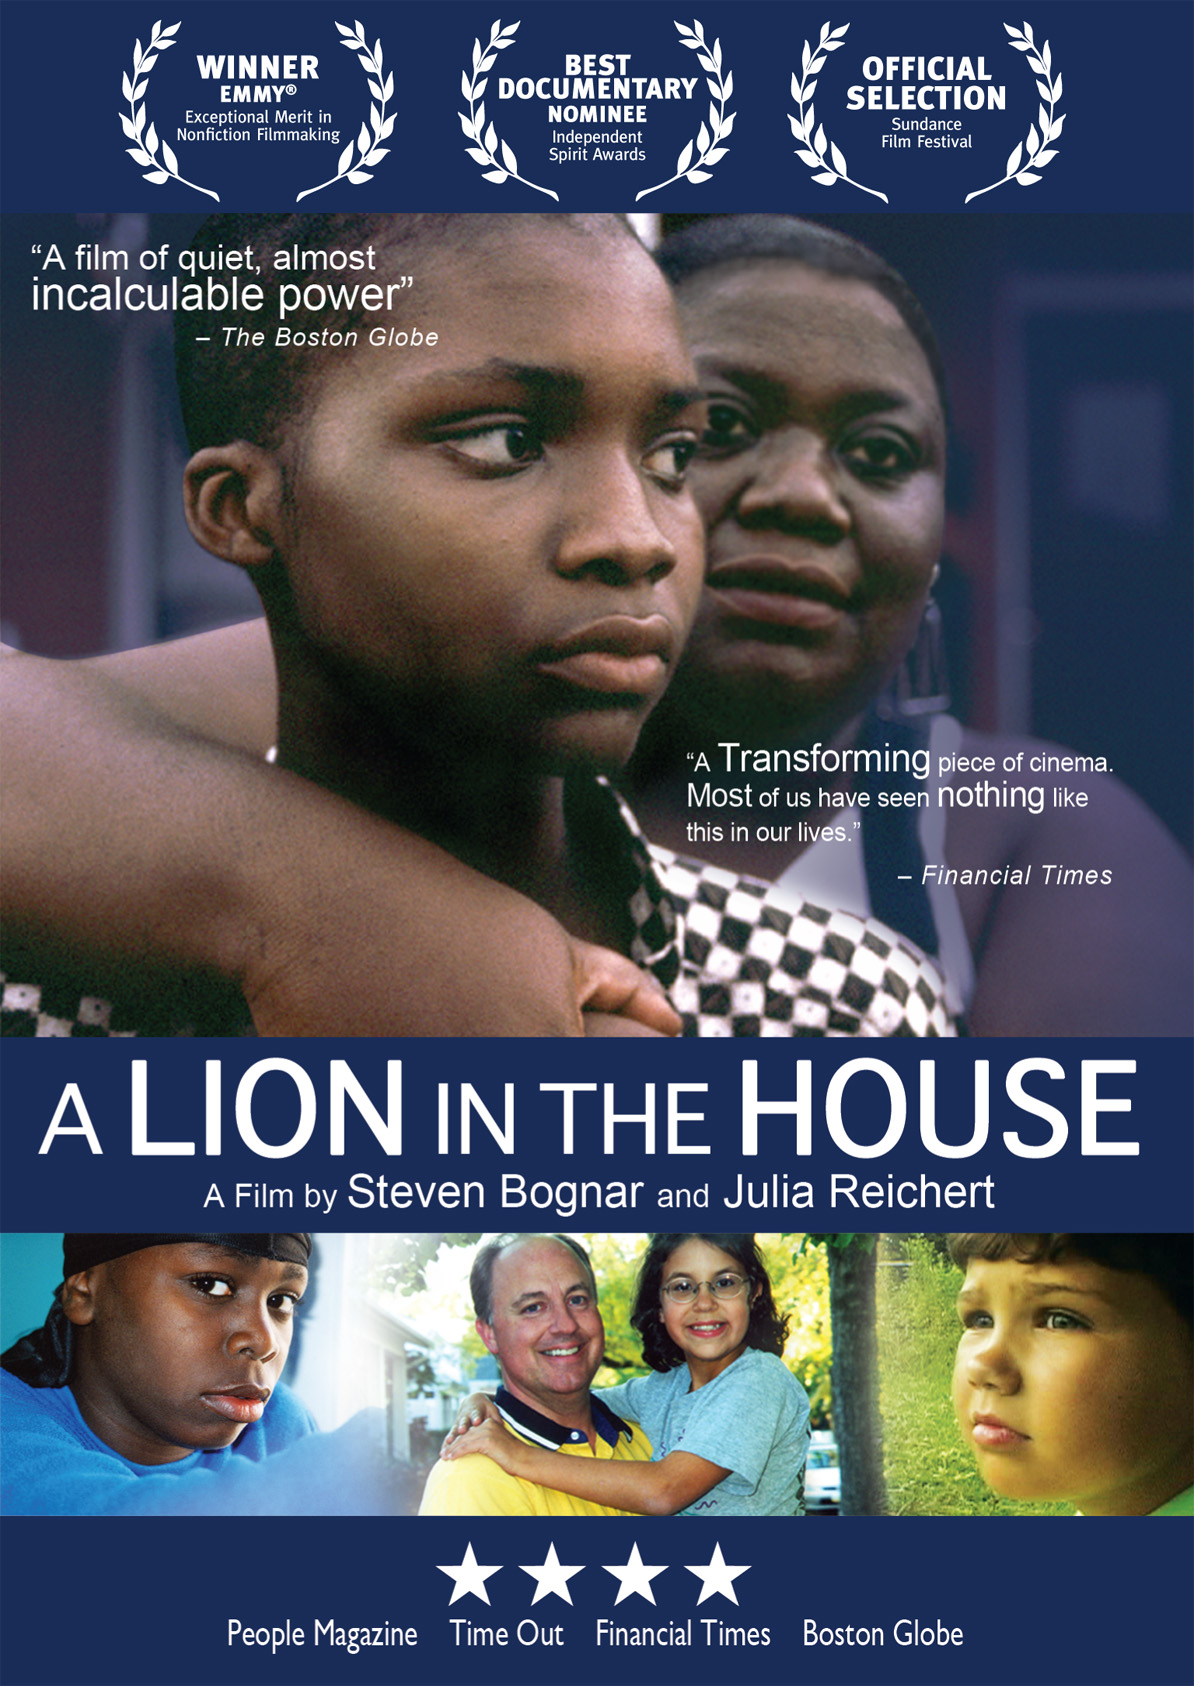 WINNER
EMMY®
Exceptional Merit in
Nonfiction Filmmaking
BEST
DOCUMENTARY
NOMINEE
Independent
Spirit Awards
OFFICIAL
SELECTION
Sundance
Film Festival
“A film of quiet, almost
incalculable power”
– The Boston Globe
“A Transforming piece of cinema.
Most of us have seen nothing like
this in our lives.”
– Financial Times
A LION IN THE HOUSE
A Film by Steven Bognar and Julia Reichert
People Magazine Time Out Financial Times Boston Globe